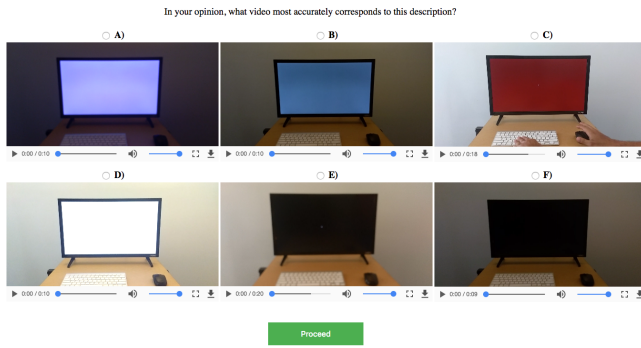 In your opinion, what video most accurately corresponds to this description?
A)
B)
C)
0:00 / 0:10
0:00 / 0:10
0:00 / 0:18
D)
E)
F)
0:00 / 0:10
0:00 / 0:20
0:00 / 0:09
Proceed